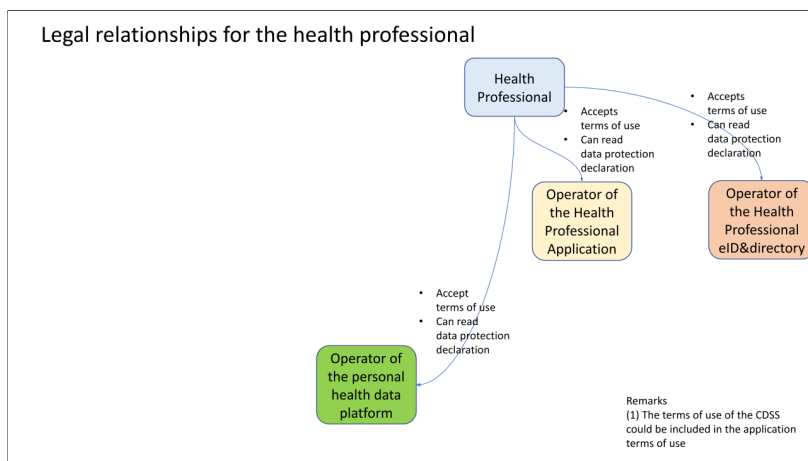 Legal relationships for the health professional
Health
Professional
• Accepts
terms of use
• Can read
data protection
declaration
• Accepts
terms of use
• Can read
data protection
declaration
Operator of
the Health
Professional
Application
Operator of
the Health
Professional
eID&directory
• Accept
terms of use
• Can read
data protection
declaration
Operator of
the personal
health data
platform
Remarks
(1) The terms of use of the CDSS
could be included in the application
terms of use